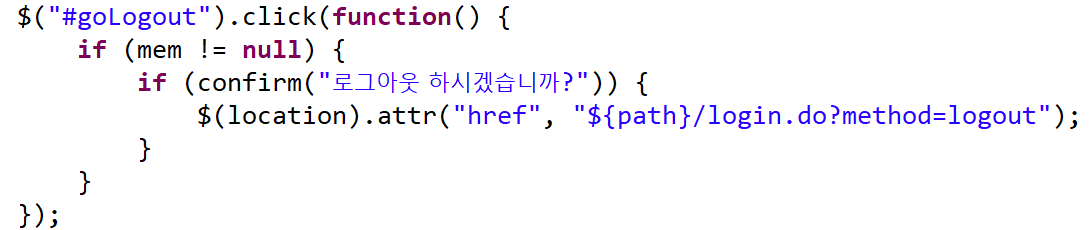 $("#goLogout").click(function() {
    if (mem != null) {
        if (confirm("로그아웃 하시겠습니까?")) {
            $(location).attr("href", "${path}/login.do?method=logout");
        }
    }
});